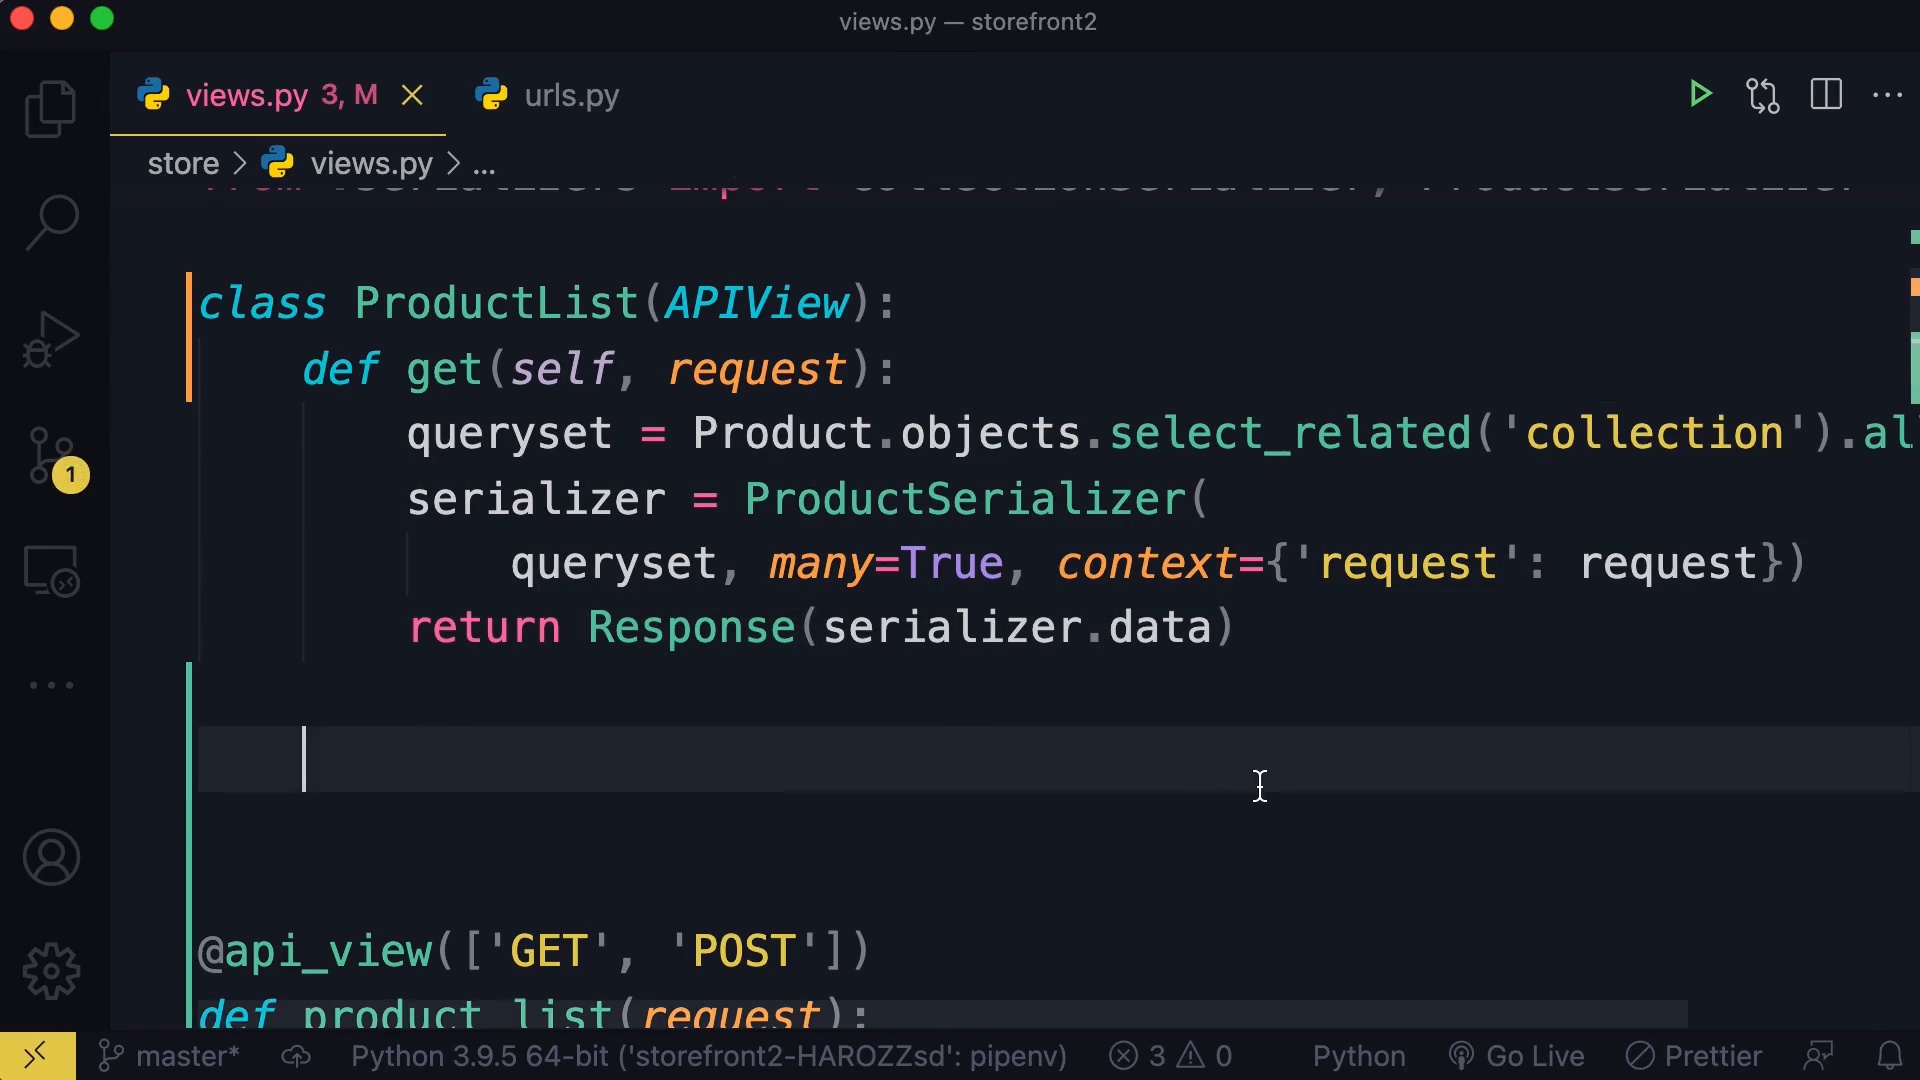 views.py — storefront2
views.py 3, M
urls.py
store > views.py > ...
class ProductList(APIView):
def get(self, request):
queryset = Product.objects.select_related('collection').al
serializer = ProductSerializer(
queryset, many=True, context={'request': request})
return Response(serializer.data)
1
@api_view(['GET', 'POST'])
def product_list(request):
master* Python 3.9.5 64-bit ('storefront2-HAROZZsd': pipenv) 3 0 Python Go Live Prettier